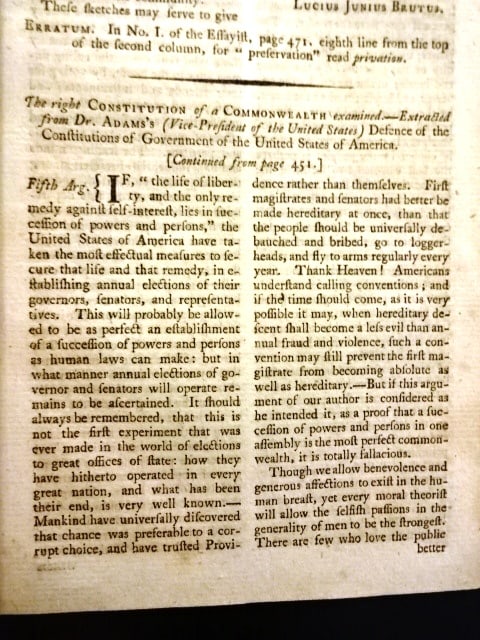 These sketches may serve to give
LUCIUS JUNIUS BRUTUS.
ERRATUM. In No. I. of the Essayist, page 471, eighth line from the top
of the second column, for “ preservation” read privation.
The right CONSTITUTION of a COMMONWEALTH examined.—Extracted
from Dr. ADAMS's (Vice-President of the United States) Defence of the
Constitutions of Government of the United States of America.
[Continued from page 451.]
Fifth Arg. { IF, “ the life of liber-
ty, and the only re-
medy against self-interest, lies in suc-
cession of powers and persons,” the
United States of America have ta-
ken the most effectual measures to se-
cure that life and that remedy, in e-
stablishing annual elections of their
governors, senators, and representa-
tives. This will probably be allow-
ed to be as perfect an establishment
of a succession of powers and persons
as human laws can make: but in
what manner annual elections of go-
vernor and senators will operate re-
mains to be ascertained. It should
always be remembered, that this is
not the first experiment that was
ever made in the world of elections
to great offices of state: how they
have hitherto operated in every
great nation, and what has been
their end, is very well known.—
Mankind have universally discovered
that chance was preferable to a cor-
rupt choice, and have trusted Provi-
dence rather than themselves. First
magistrates and senators had better be
made hereditary at once, than that
the people should be universally de-
bauched and bribed, go to logger-
heads, and fly to arms regularly every
year. Thank Heaven! Americans
understand calling conventions; and
if the time should come, as it is very
possible it may, when hereditary de-
scent shall become a less evil than an-
nual fraud and violence, such a con-
vention may still prevent the first ma-
gistrate from becoming absolute as
well as hereditary.—But if this argu-
ment of our author is considered as
he intended it, as a proof that a suc-
cession of powers and persons in one
assembly is the most perfect common-
wealth, it is totally fallacious.
Though we allow benevolence and
generous affections to exist in the hu-
man breast, yet every moral theorist
will allow the selfish passions in the
generality of men to be the strongest.
There are few who love the public
better